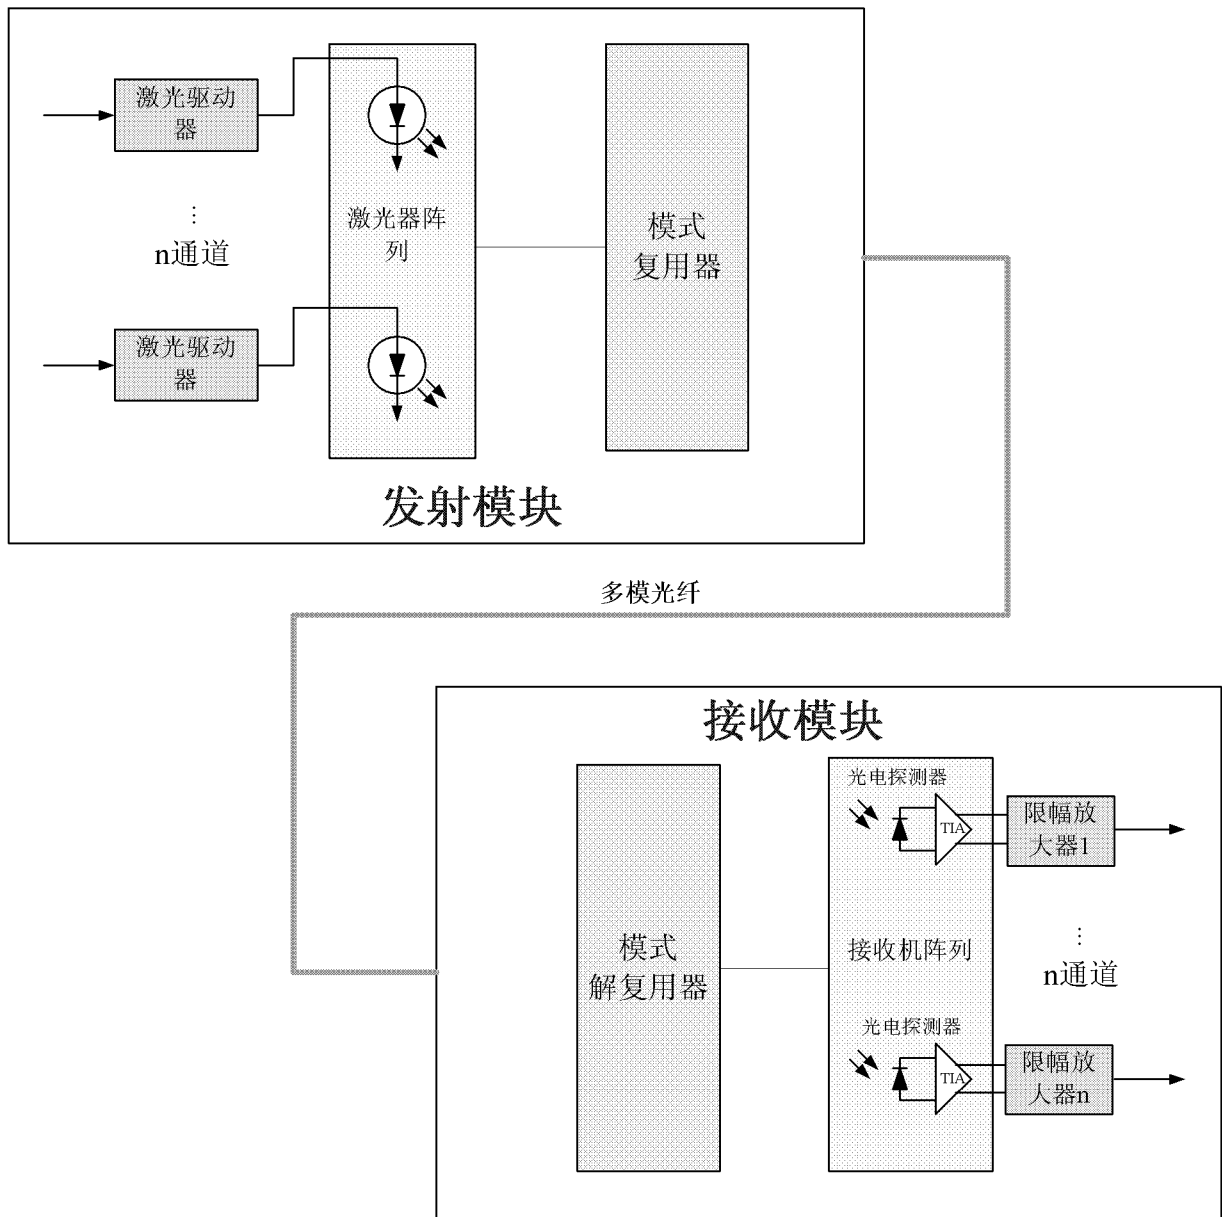 激光驱动
器
⋮
n通道
激光驱动
器
激光器阵
列
模式
复用器
发射模块
多模光纤
接收模块
模式
解复用器
光电探测器
TIA
接收机阵列
光电探测器
TIA
限幅放
大器1
⋮
n通道
限幅放
大器n